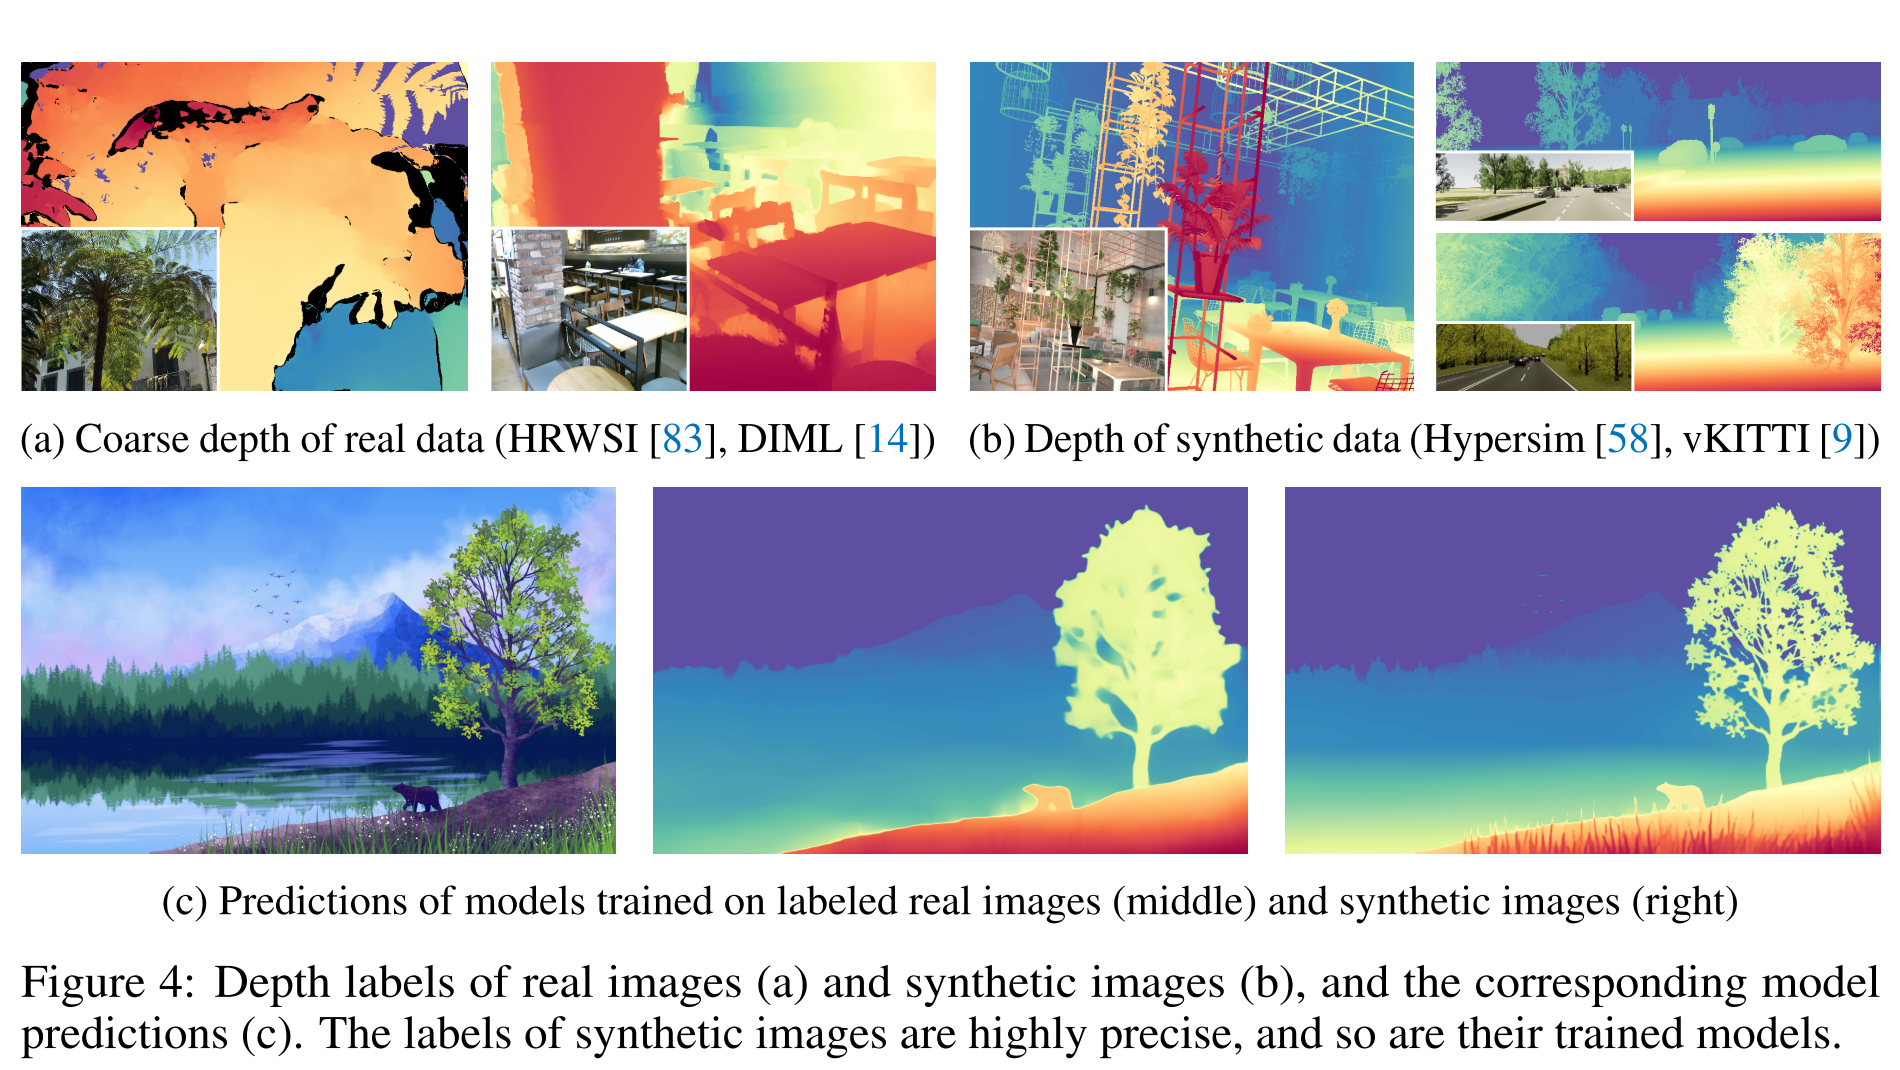 (a) Coarse depth of real data (HRWSI [83], DIML [14])
(b) Depth of synthetic data (Hypersim [58], vKITTI [9])
(c) Predictions of models trained on labeled real images (middle) and synthetic images (right)
Figure 4: Depth labels of real images (a) and synthetic images (b), and the corresponding model
predictions (c). The labels of synthetic images are highly precise, and so are their trained models.